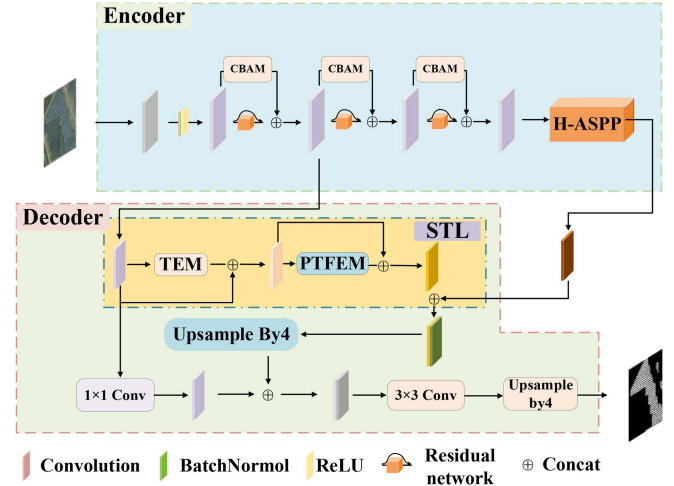 Encoder
CBAM
CBAM
CBAM
H-ASPP
Decoder
STL
TEM
PTFEM
Upsample By4
1×1 Conv
3×3 Conv
Upsample
by4
Convolution
BatchNormol
ReLU
Residual
network
Concat